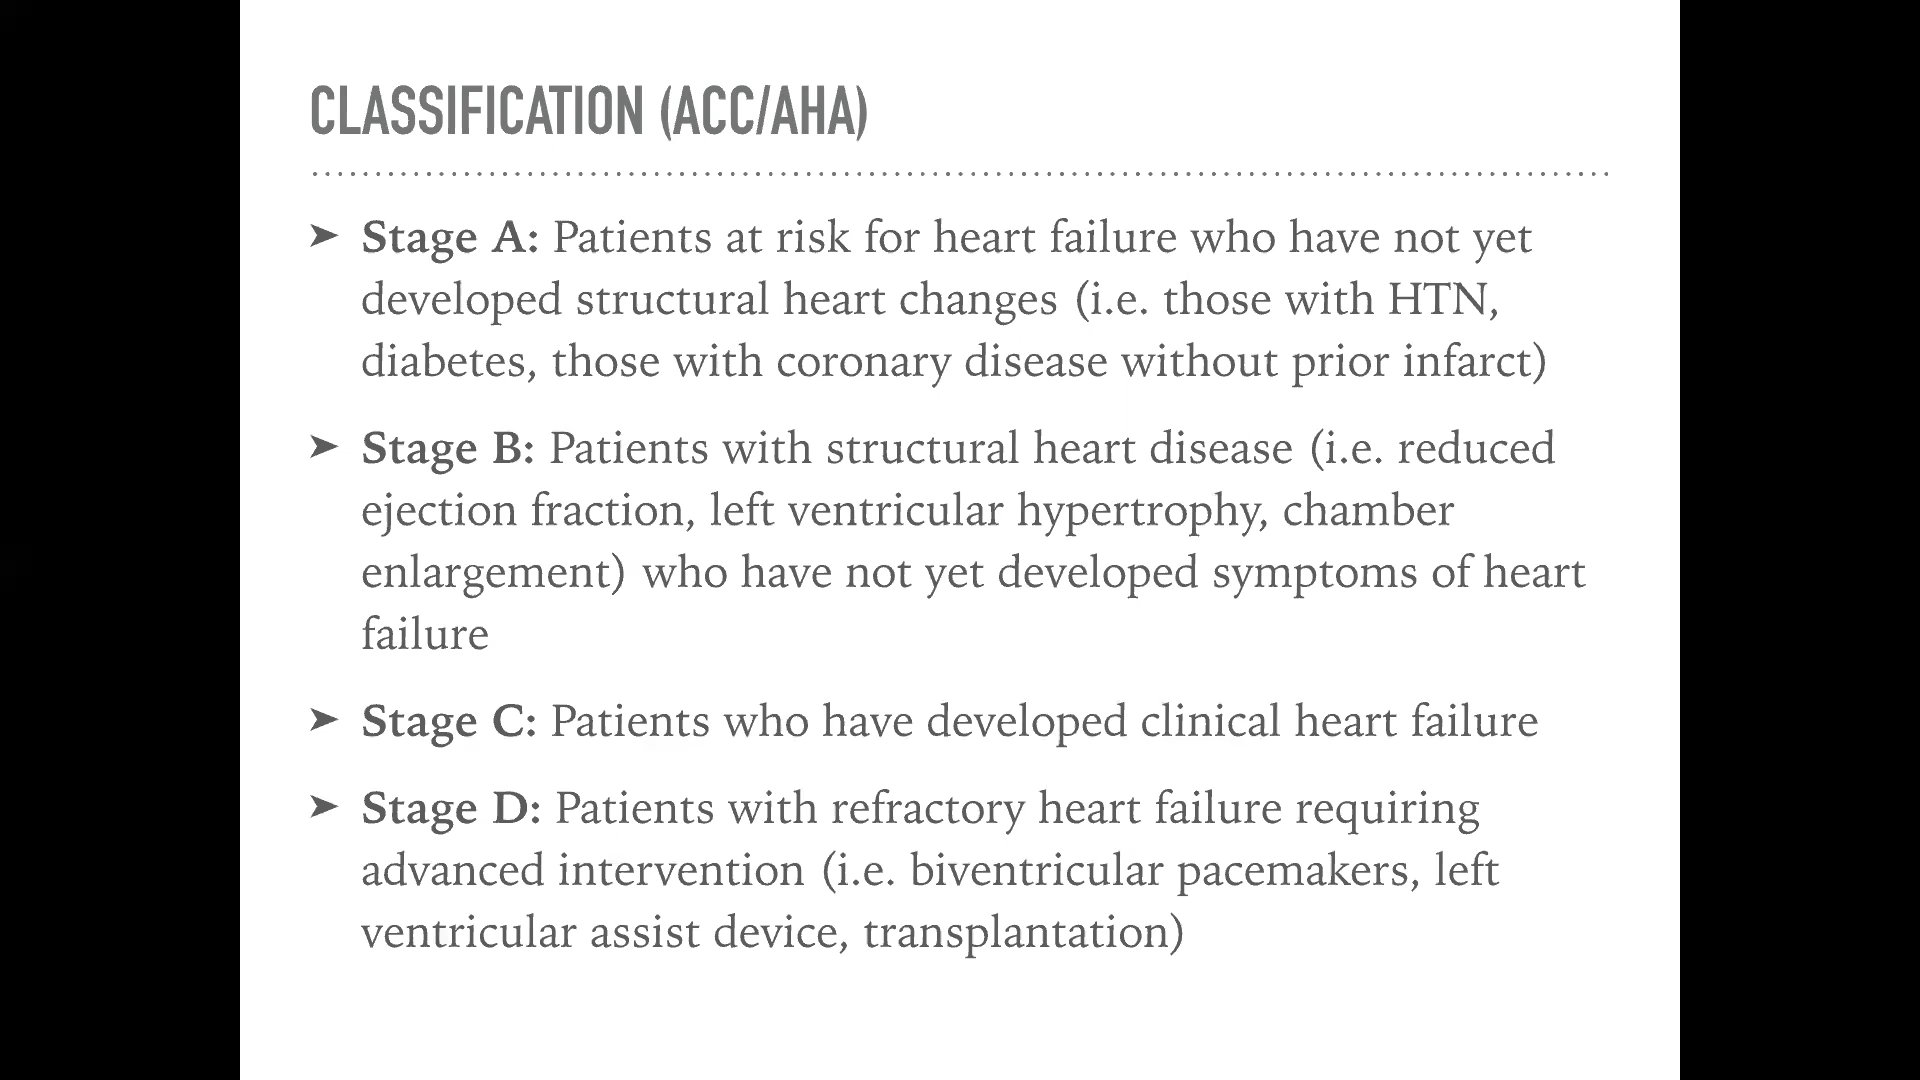 CLASSIFICATION (ACC/AHA)
➤ Stage A: Patients at risk for heart failure who have not yet
developed structural heart changes (i.e. those with HTN,
diabetes, those with coronary disease without prior infarct)
➤ Stage B: Patients with structural heart disease (i.e. reduced
ejection fraction, left ventricular hypertrophy, chamber
enlargement) who have not yet developed symptoms of heart
failure
➤ Stage C: Patients who have developed clinical heart failure
➤ Stage D: Patients with refractory heart failure requiring
advanced intervention (i.e. biventricular pacemakers, left
ventricular assist device, transplantation)